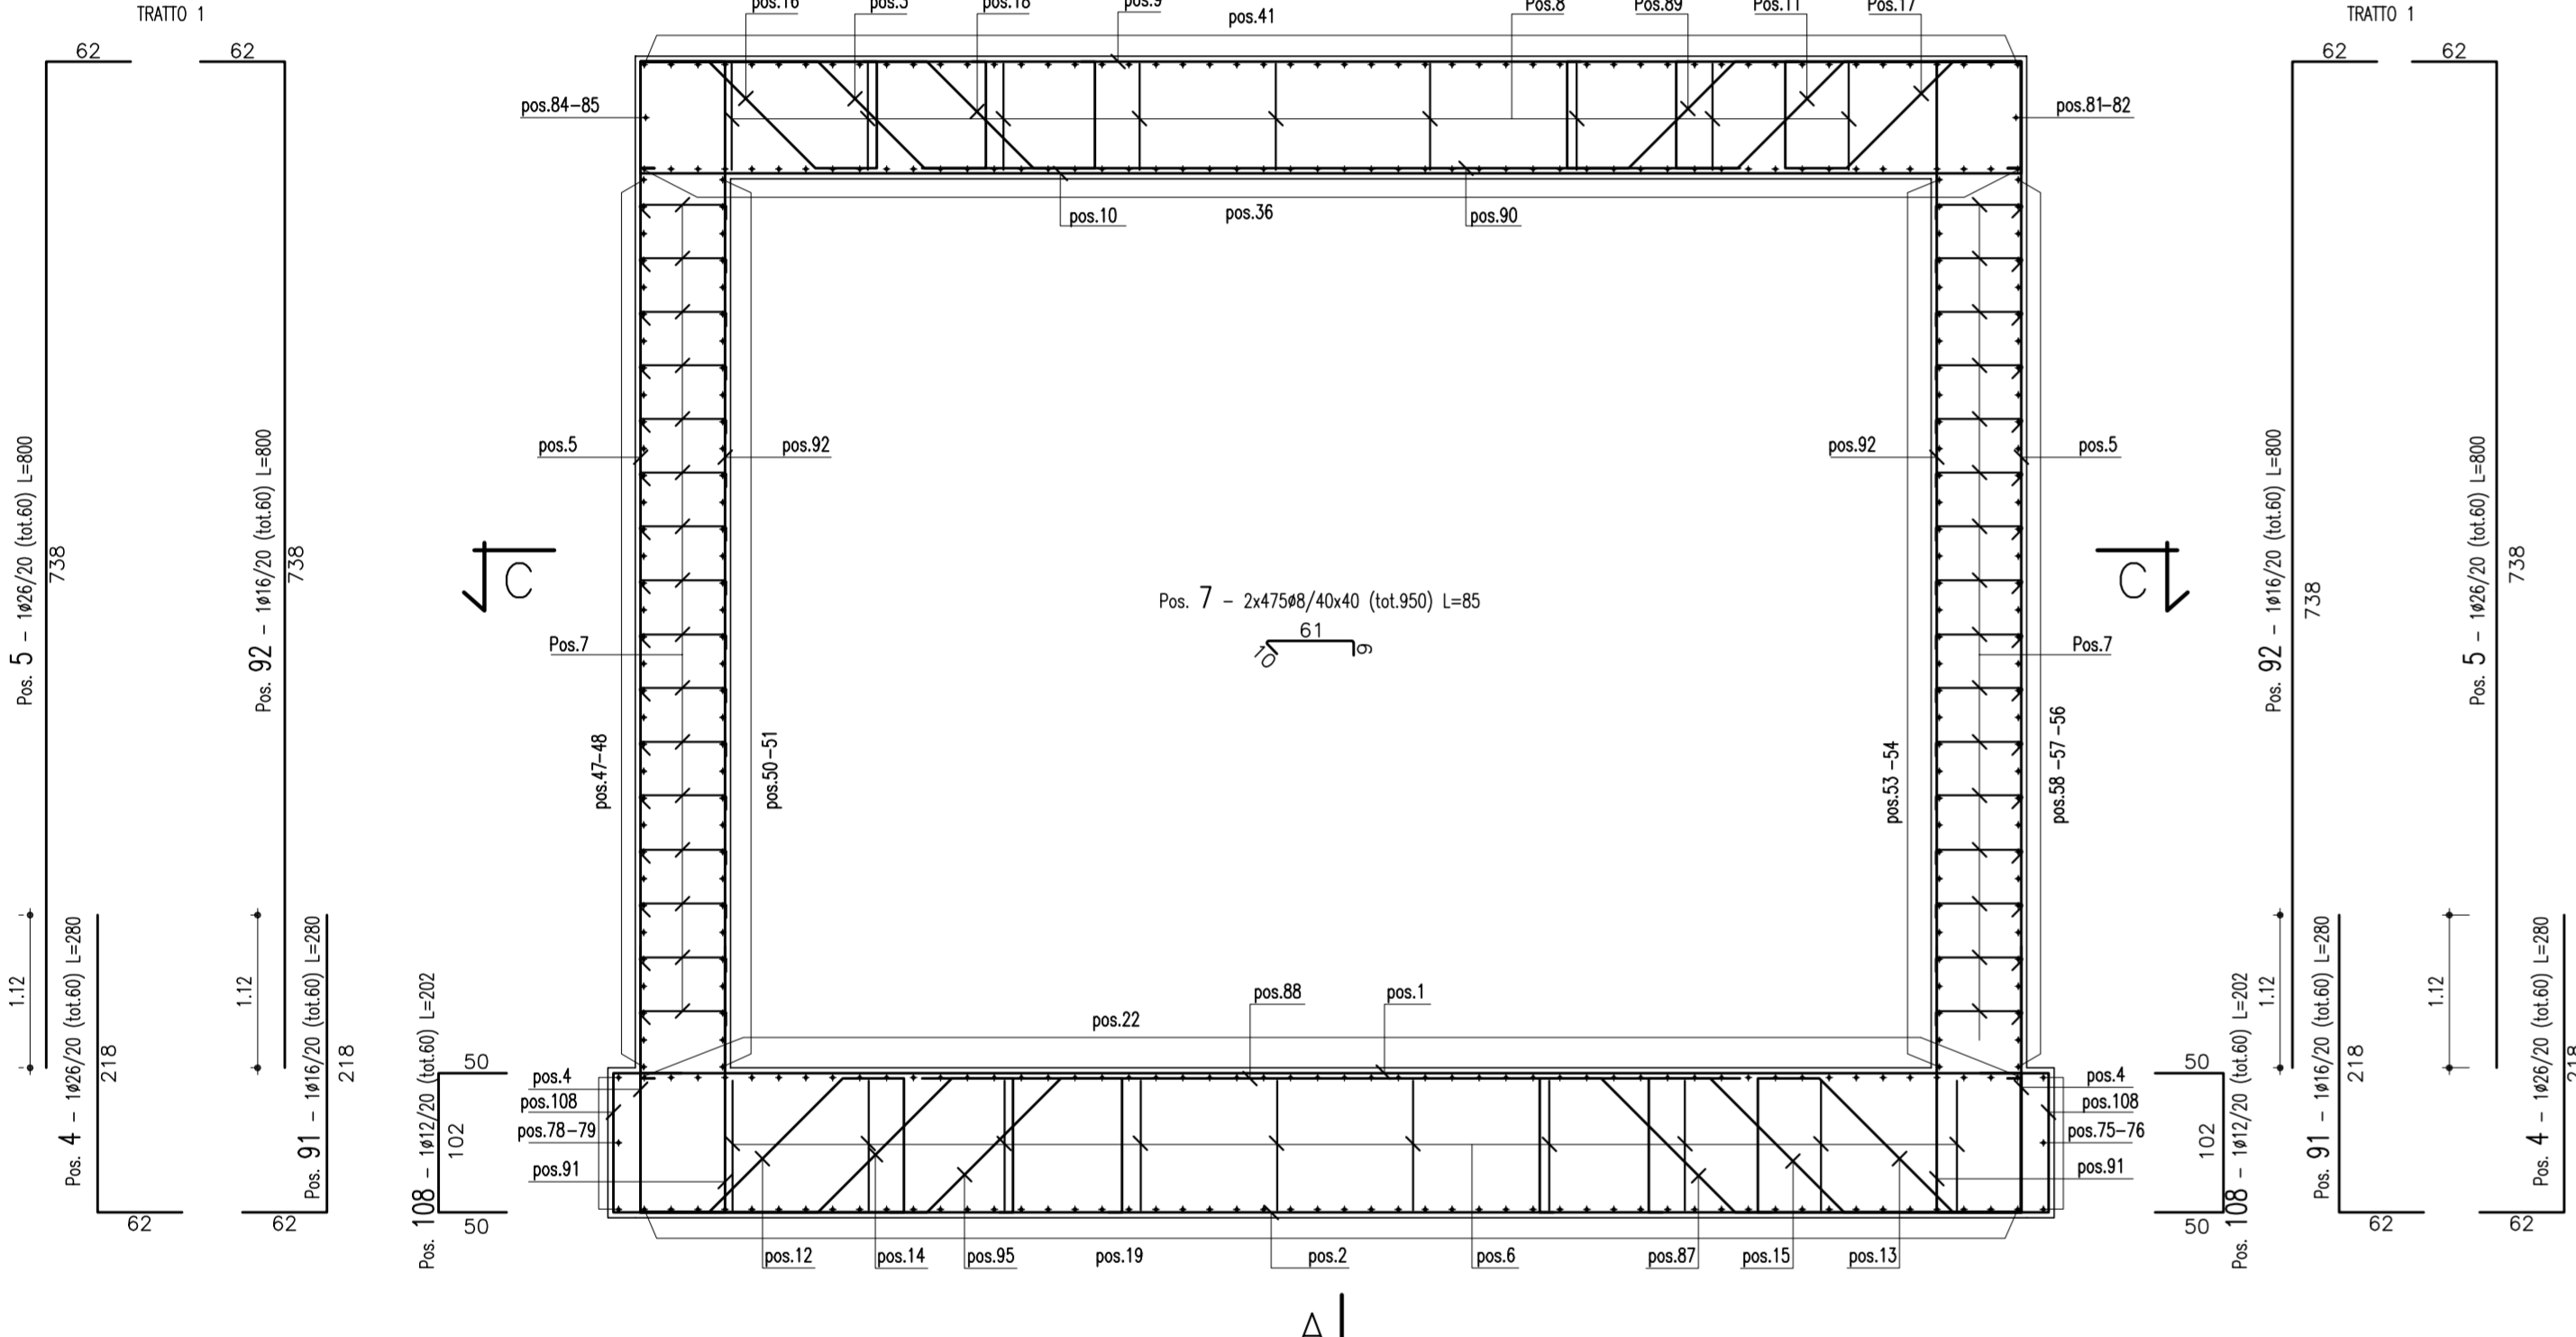 TRATTO 1
TRATTO 1
pos.16
pos.3
pos.18
pos.9
pos.41
Pos.8
Pos.89
Pos.11
Pos.17
62
62
62
62
pos.84-85
pos.81-82
pos.10
pos.36
pos.90
Pos. 5 - 1ø26/20 (tot.60) L=800
738
Pos. 92 - 1ø16/20 (tot.60) L=800
738
pos.5
pos.92
pos.92
pos.5
Pos. 92 - 1ø16/20 (tot.60) L=800
738
Pos. 5 - 1ø26/20 (tot.60) L=800
738
C
C
Pos. 7 - 2x475ø8/40x40 (tot.950) L=85
61
10
9
Pos.7
Pos.7
pos.47-48
pos.50-51
pos.53-54
pos.58-57-56
1.12
Pos. 4 - 1ø26/20 (tot.60) L=280
218
62
1.12
Pos. 91 - 1ø16/20 (tot.60) L=280
218
62
Pos. 108 - 1ø12/20 (tot.60) L=202
50
102
50
pos.88
pos.1
pos.22
pos.4
pos.108
pos.78-79
pos.91
pos.4
pos.108
pos.75-76
pos.91
50
102
50
Pos. 108 - 1ø12/20 (tot.60) L=202
1.12
Pos. 91 - 1ø16/20 (tot.60) L=280
218
62
1.12
Pos. 4 - 1ø26/20 (tot.60) L=280
218
62
pos.12
pos.14
pos.95
pos.19
pos.2
pos.6
pos.87
pos.15
pos.13
A